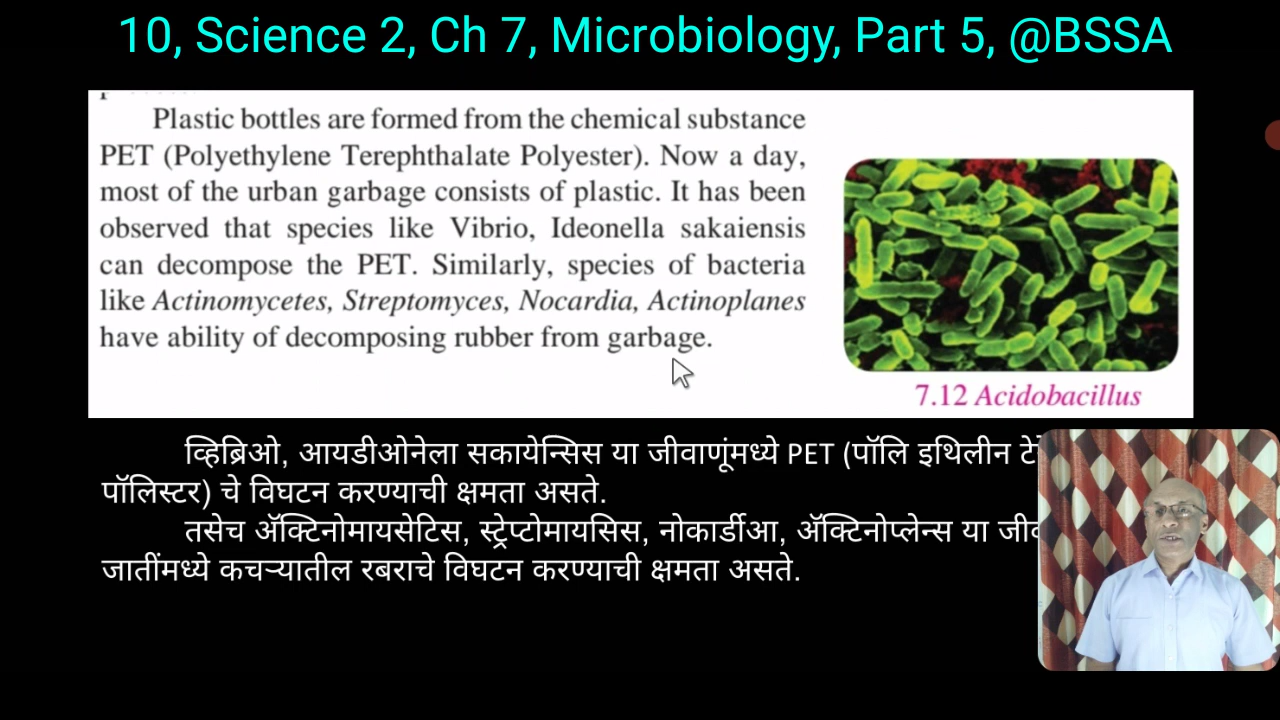 10, Science 2, Ch 7, Microbiology, Part 5, @BSSA
Plastic bottles are formed from the chemical substance
PET (Polyethylene Terephthalate Polyester). Now a day,
most of the urban garbage consists of plastic. It has been
observed that species like Vibrio, Ideonella sakaiensis
can decompose the PET. Similarly, species of bacteria
like Actinomycetes, Streptomyces, Nocardia, Actinoplanes
have ability of decomposing rubber from garbage.
7.12 Acidobacillus
व्हिब्रिओ, आयडीओनेला सकायेन्सिस या जीवाणूंमध्ये PET (पॉलि इथिलीन
पॉलिस्टर) चे विघटन करण्याची क्षमता असते.
तसेच ॲक्टिनोमायसेटिस, स्ट्रेप्टोमायसिस, नोकार्डीआ, ॲक्टिनोप्लेन्स या
जातींमध्ये कचऱ्यातील रबराचे विघटन करण्याची क्षमता असते.